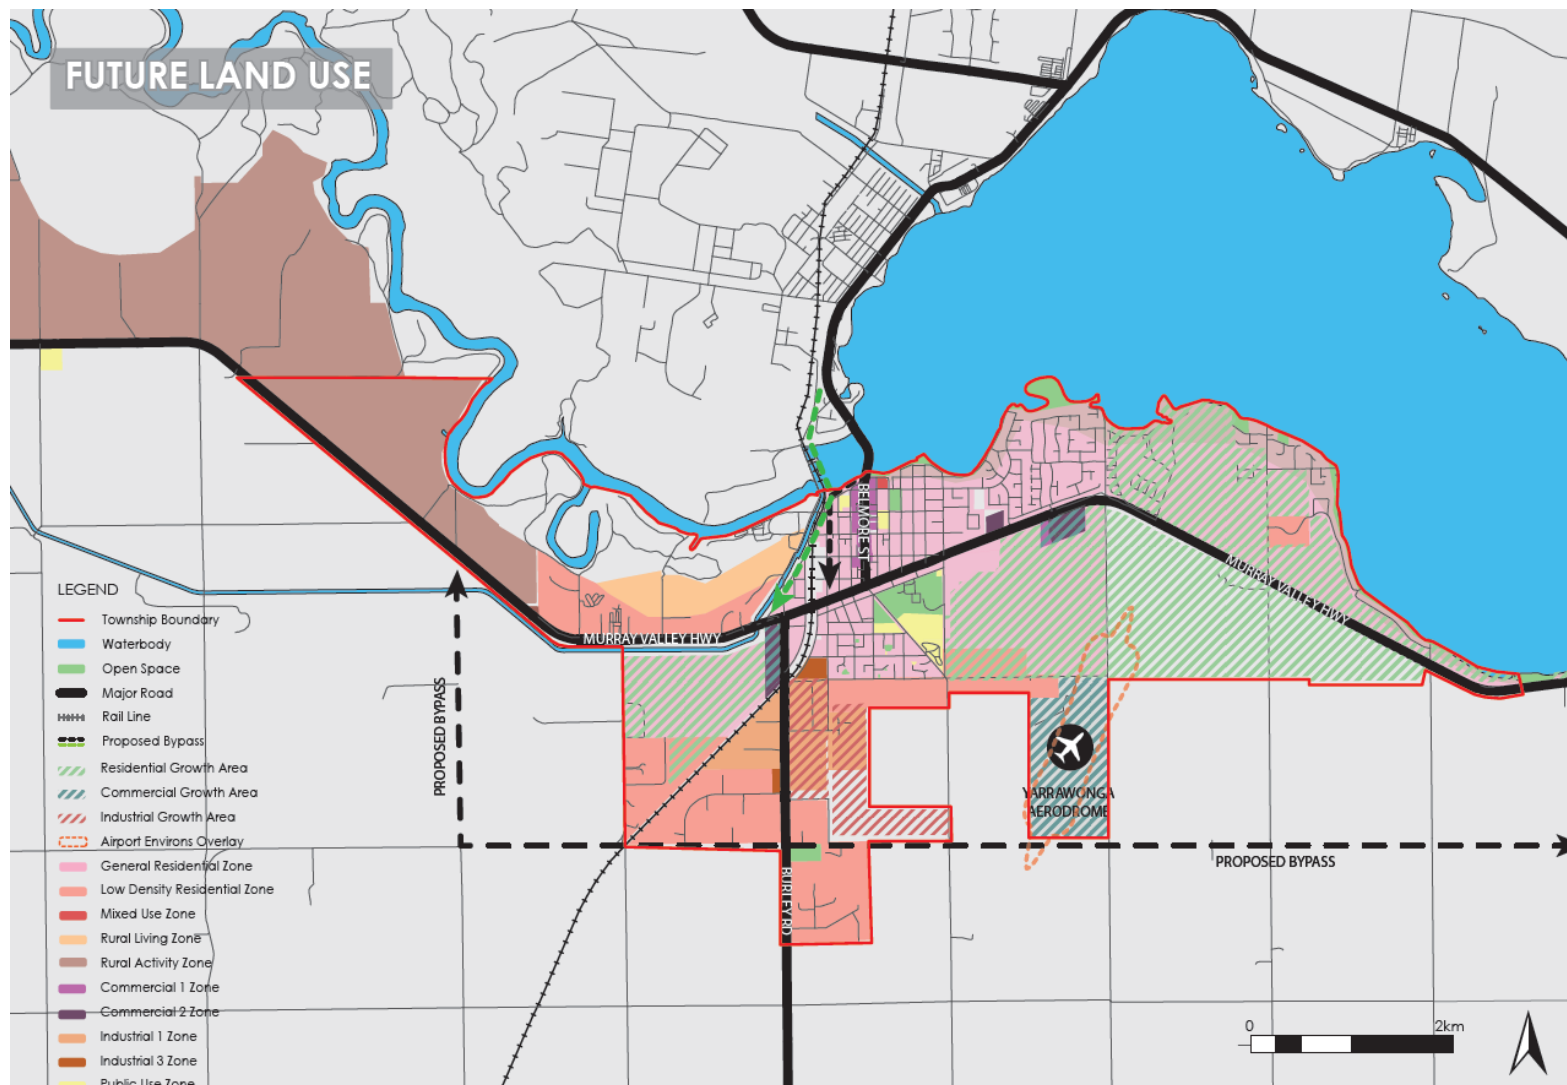 FUTURE LAND USE
BELMORE ST
MURRAY VALLEY HWY
MURRAY VALLEY HWY
PROPOSED BYPASS
YARRAWONGA
AERODROME
PROPOSED BYPASS
BURLEY RD
LEGEND
Township Boundary
Waterbody
Open Space
Major Road
Rail Line
Proposed Bypass
Residential Growth Area
Commercial Growth Area
Industrial Growth Area
Airport Environs Overlay
General Residential Zone
Low Density Residential Zone
Mixed Use Zone
Rural Living Zone
Rural Activity Zone
Commercial 1 Zone
Commercial 2 Zone
Industrial 1 Zone
Industrial 3 Zone
Public Use Zone
0 2km